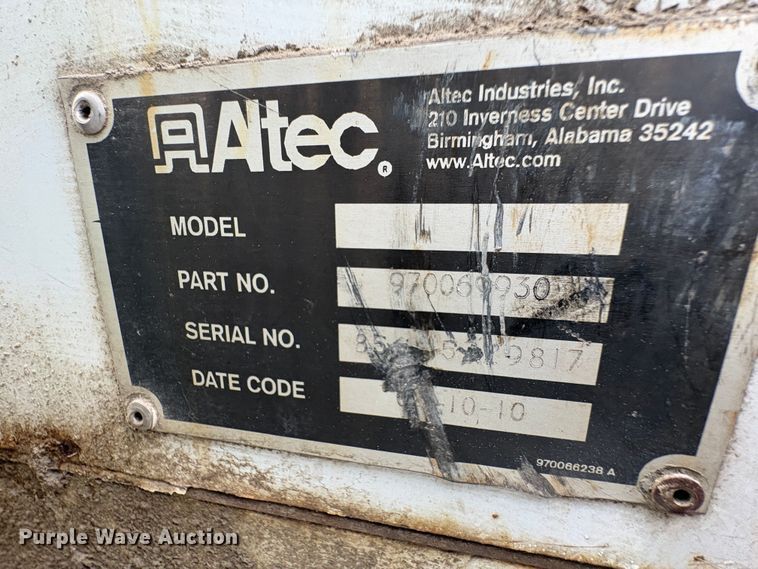 Altec®
Altec Industries, Inc.
210 Inverness Center Drive
Birmingham, Alabama 35242
www.Altec.com
MODEL
PART NO. 970069930
SERIAL NO.
DATE CODE
970066238 A
Purple Wave Auction